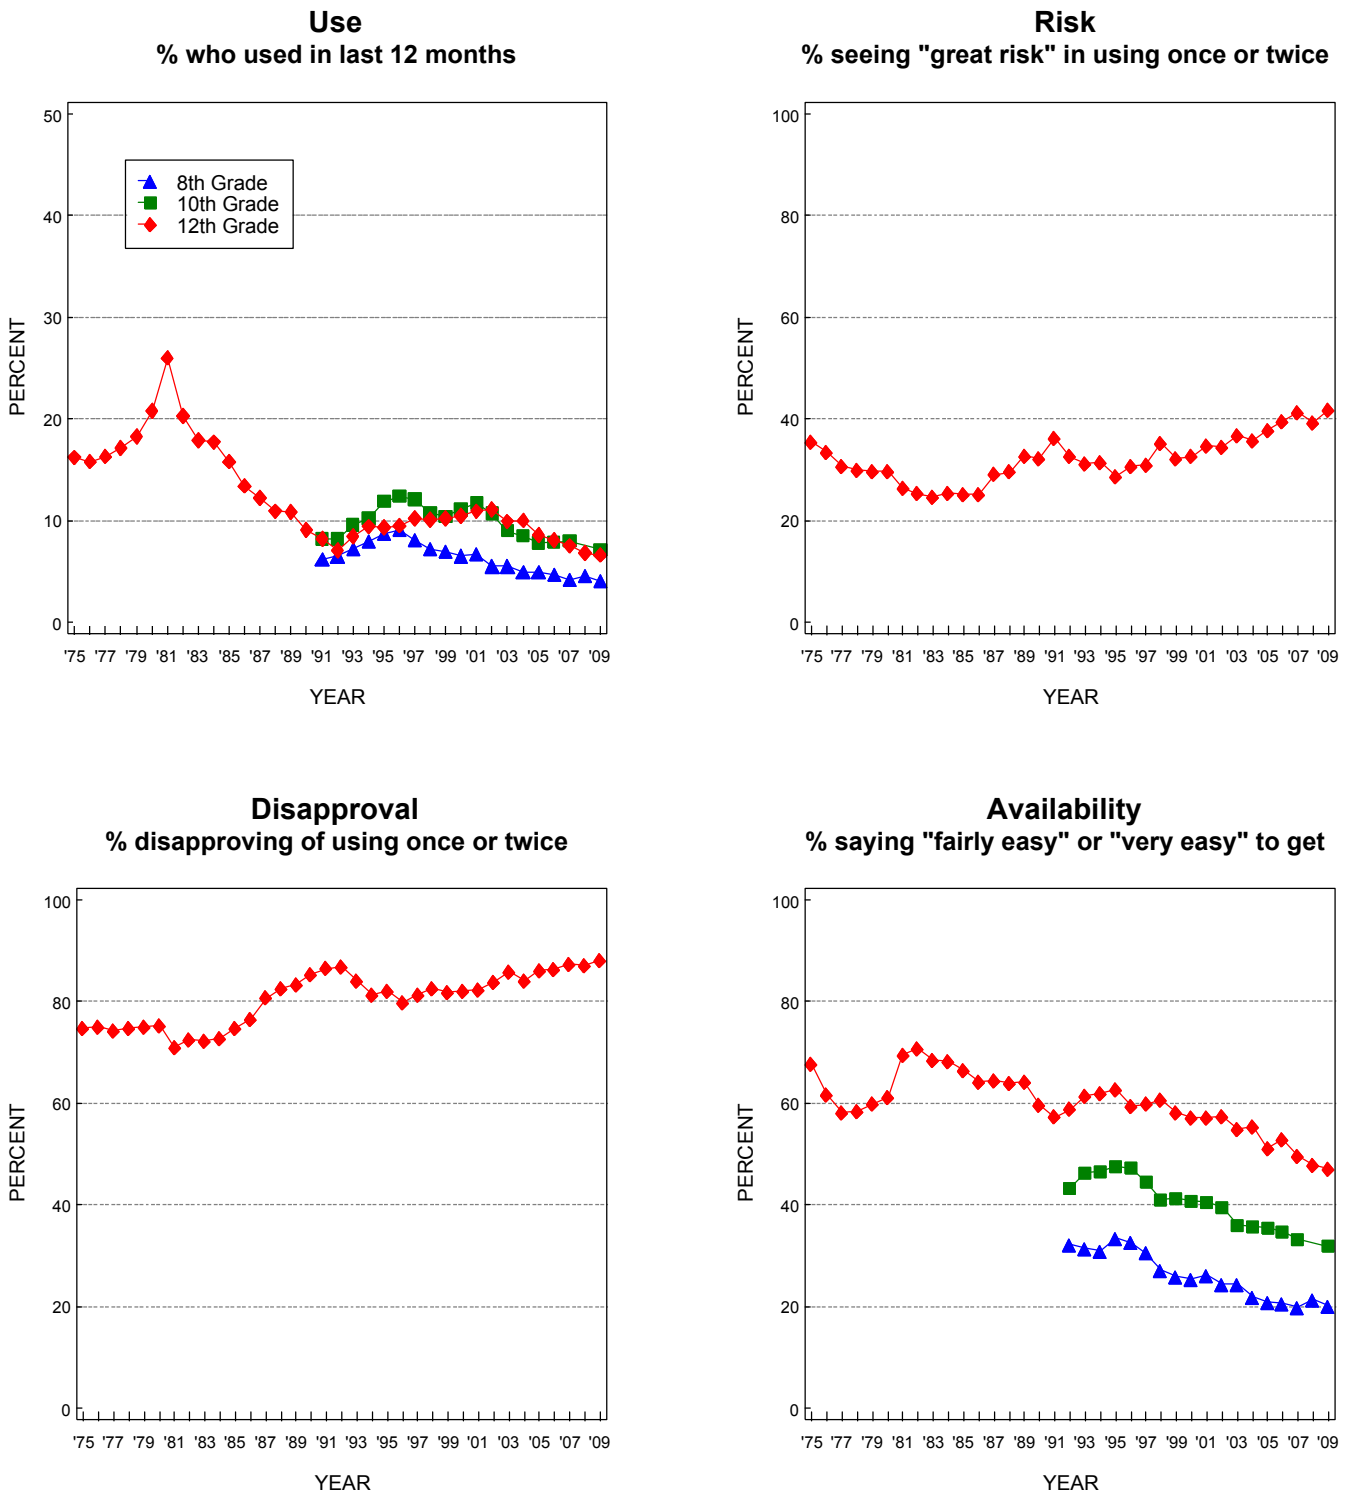 Use
% who used in last 12 months
50
40
30
20
10
0
PERCENT
8th Grade
10th Grade
12th Grade
'75 '77 '79 '81 '83 '85 '87 '89 '91 '93 '95 '97 '99 '01 '03 '05 '07 '09
YEAR
Risk
% seeing "great risk" in using once or twice
100
80
60
40
20
0
PERCENT
'75 '77 '79 '81 '83 '85 '87 '89 '91 '93 '95 '97 '99 '01 '03 '05 '07 '09
YEAR
Disapproval
% disapproving of using once or twice
100
80
60
40
20
0
PERCENT
'75 '77 '79 '81 '83 '85 '87 '89 '91 '93 '95 '97 '99 '01 '03 '05 '07 '09
YEAR
Availability
% saying "fairly easy" or "very easy" to get
100
80
60
40
20
0
PERCENT
'75 '77 '79 '81 '83 '85 '87 '89 '91 '93 '95 '97 '99 '01 '03 '05 '07 '09
YEAR